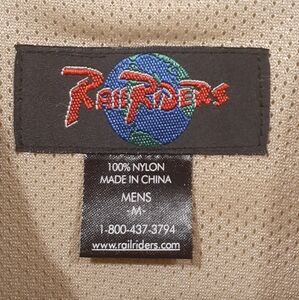 RAILRIDERS
100% NYLON
MADE IN CHINA
MENS
-M-
1-800-437-3794
www.railriders.com